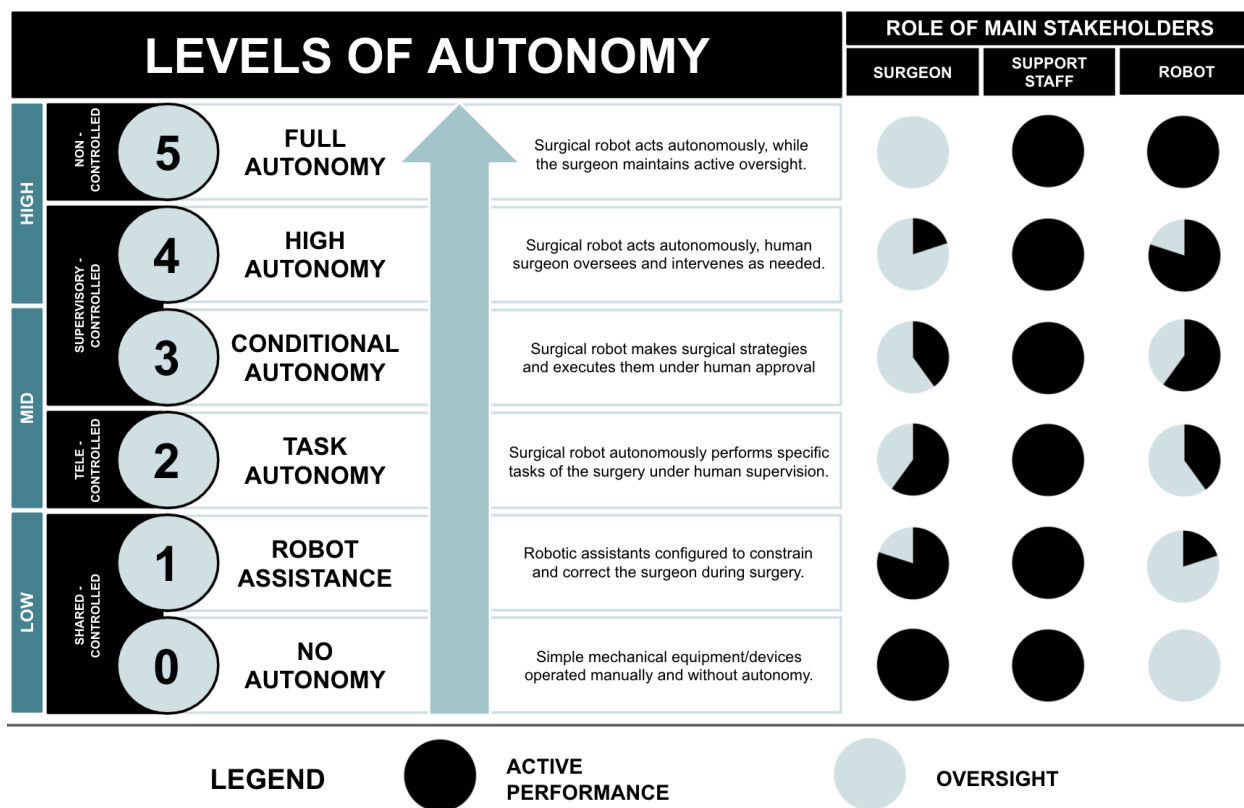 LEVELS OF AUTONOMY
ROLE OF MAIN STAKEHOLDERS
SURGEON
SUPPORT
STAFF
ROBOT
HIGH
NON -
CONTROLLED
5
FULL
AUTONOMY
Surgical robot acts autonomously, while
the surgeon maintains active oversight.
SUPERVISORY -
CONTROLLED
4
HIGH
AUTONOMY
Surgical robot acts autonomously, human
surgeon oversees and intervenes as needed.
MID
3
CONDITIONAL
AUTONOMY
Surgical robot makes surgical strategies
and executes them under human approval
TELE -
CONTROLLED
2
TASK
AUTONOMY
Surgical robot autonomously performs specific
tasks of the surgery under human supervision.
LOW
SHARED -
CONTROLLED
1
ROBOT
ASSISTANCE
Robotic assistants configured to constrain
and correct the surgeon during surgery.
0
NO
AUTONOMY
Simple mechanical equipment/devices
operated manually and without autonomy.
LEGEND
ACTIVE
PERFORMANCE
OVERSIGHT